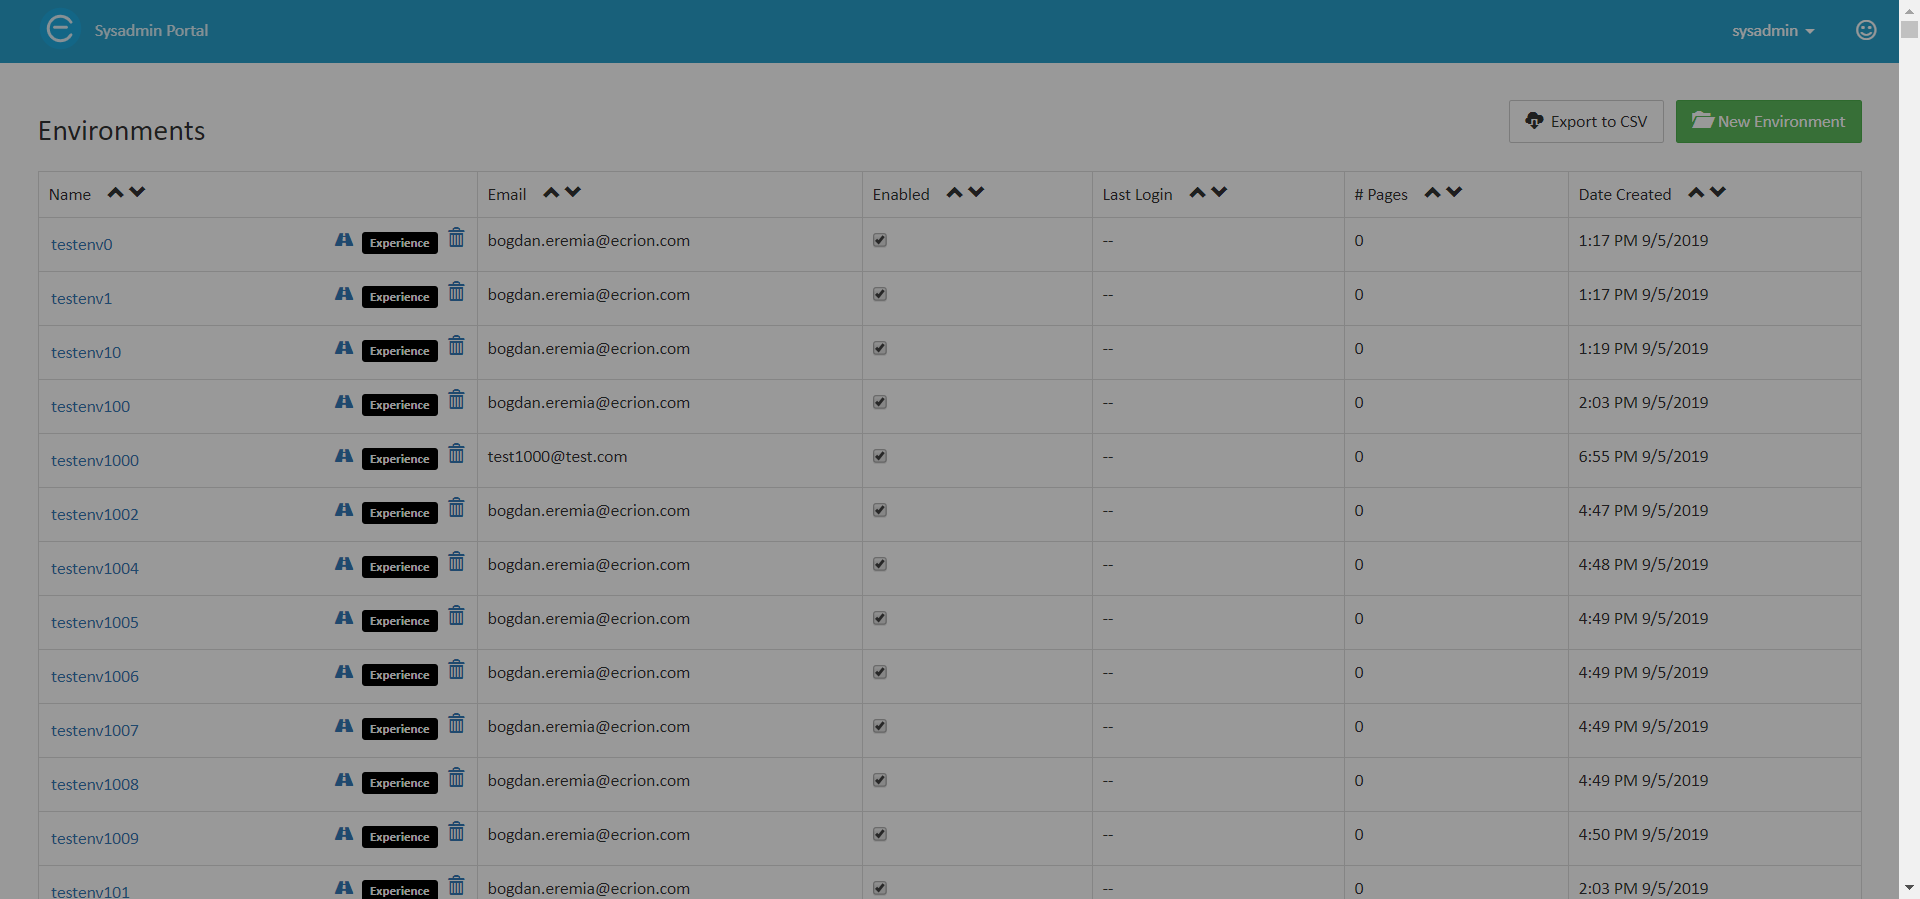 Sysadmin Portal
sysadmin
Environments
Export to CSV
New Environment
Name Email Enabled Last Login # Pages Date Created
testenv0 Experience bogdan.eremia@ecrion.com -- 0 1:17 PM 9/5/2019
testenv1 Experience bogdan.eremia@ecrion.com -- 0 1:17 PM 9/5/2019
testenv10 Experience bogdan.eremia@ecrion.com -- 0 1:19 PM 9/5/2019
testenv100 Experience bogdan.eremia@ecrion.com -- 0 2:03 PM 9/5/2019
testenv1000 Experience test1000@test.com -- 0 6:55 PM 9/5/2019
testenv1002 Experience bogdan.eremia@ecrion.com -- 0 4:47 PM 9/5/2019
testenv1004 Experience bogdan.eremia@ecrion.com -- 0 4:48 PM 9/5/2019
testenv1005 Experience bogdan.eremia@ecrion.com -- 0 4:49 PM 9/5/2019
testenv1006 Experience bogdan.eremia@ecrion.com -- 0 4:49 PM 9/5/2019
testenv1007 Experience bogdan.eremia@ecrion.com -- 0 4:49 PM 9/5/2019
testenv1008 Experience bogdan.eremia@ecrion.com -- 0 4:49 PM 9/5/2019
testenv1009 Experience bogdan.eremia@ecrion.com -- 0 4:50 PM 9/5/2019
testenv101 Experience bogdan.eremia@ecrion.com -- 0 2:03 PM 9/5/2019